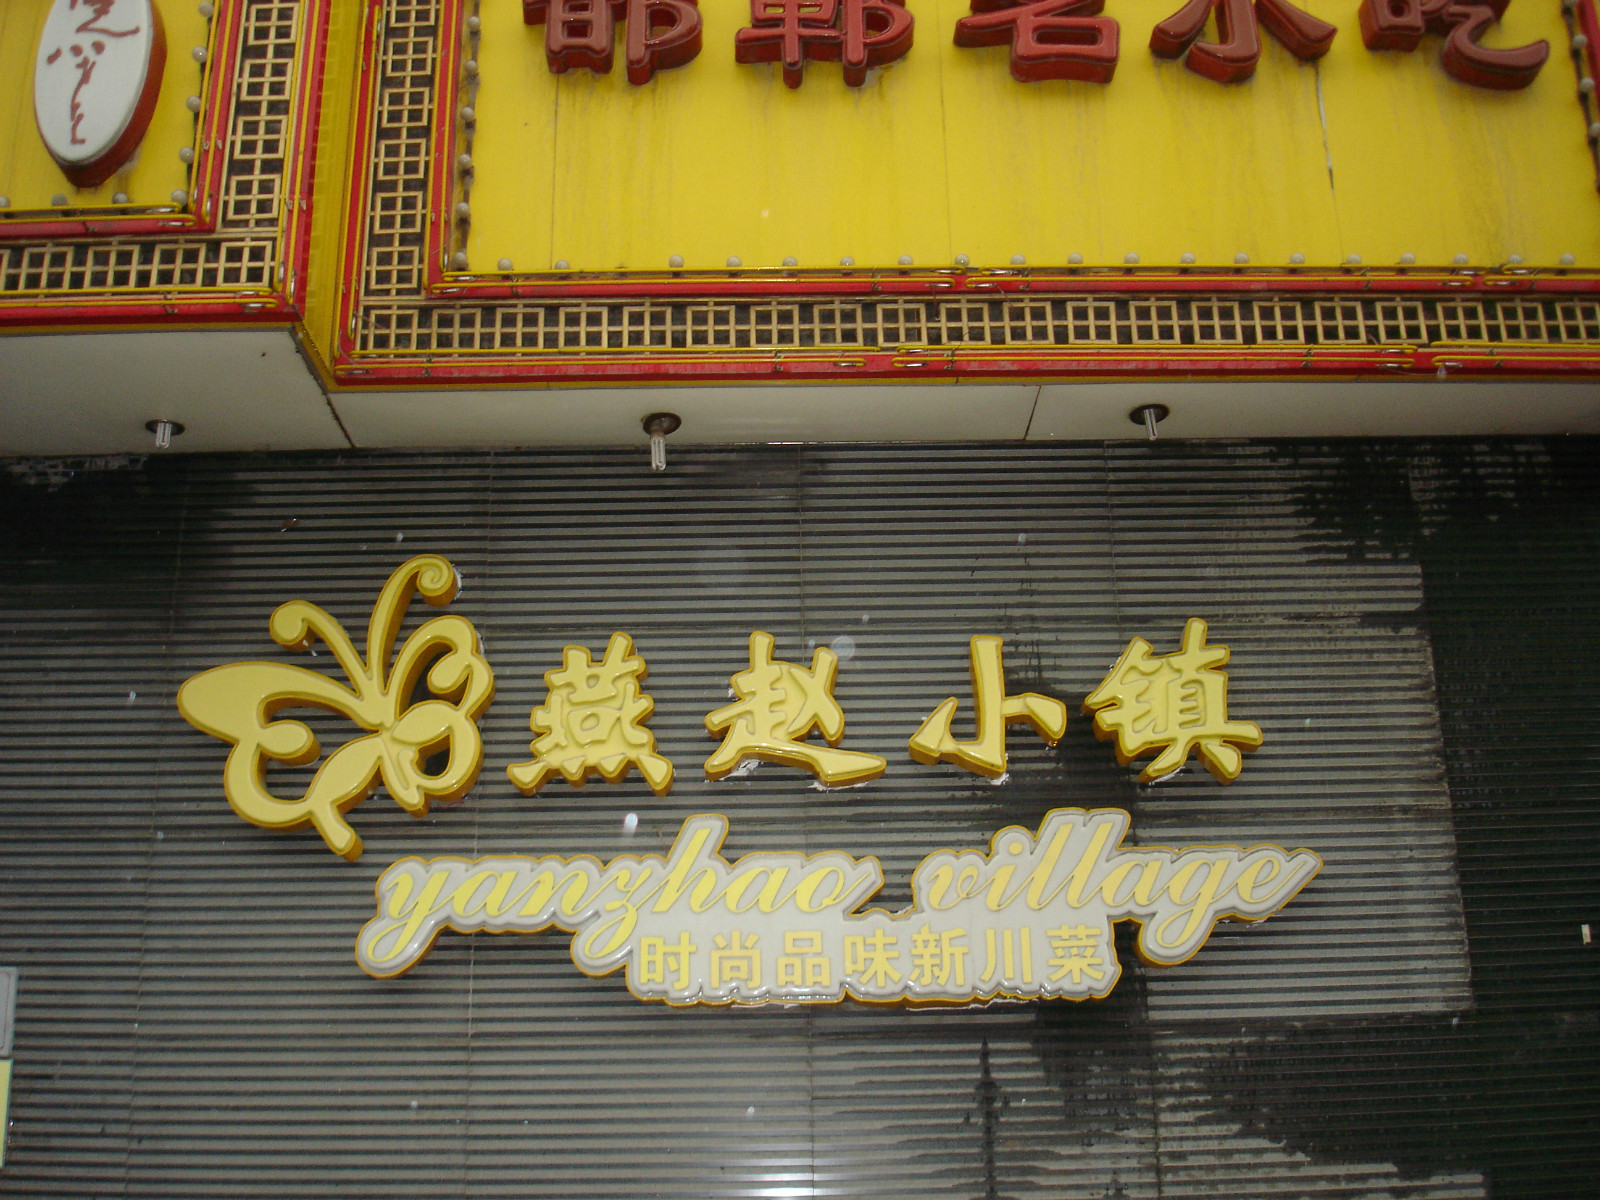 邯郸名小吃
燕赵小镇
yanzhao village
时尚品味新川菜